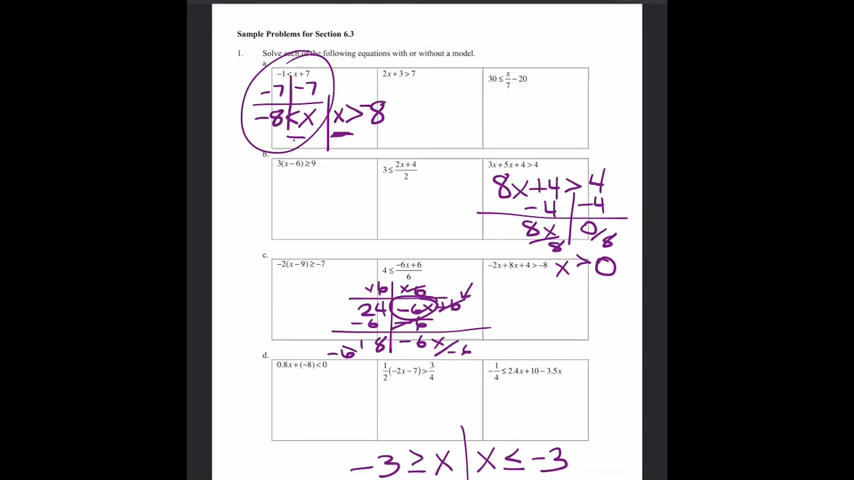 Sample Problems for Section 6.3
1. Solve each of the following equations with or without a model.
a.
-1 < x + 7
-7 | -7
-8 < x | x > -8
2x + 3 > 7
30 ≤ x/7 - 20
b.
3(x - 6) ≥ 9
3 ≤ (2x + 4)/2
3x + 5x + 4 > 4
8x + 4 > 4
-4 | -4
8x/8 | 0/8
x > 0
c.
-2(x - 9) ≥ -7
4 ≤ (-6x + 6)/6
×6 | ×6
24 | -6x + 6
-6 | -6
18/-6 | -6x/-6
-2x + 8x + 4 > -8
d.
0.8x + (-8) < 0
1/2(-2x - 7) > 3/4
-1/4 ≤ 2.4x + 10 - 3.5x
-3 ≥ x | x ≤ -3